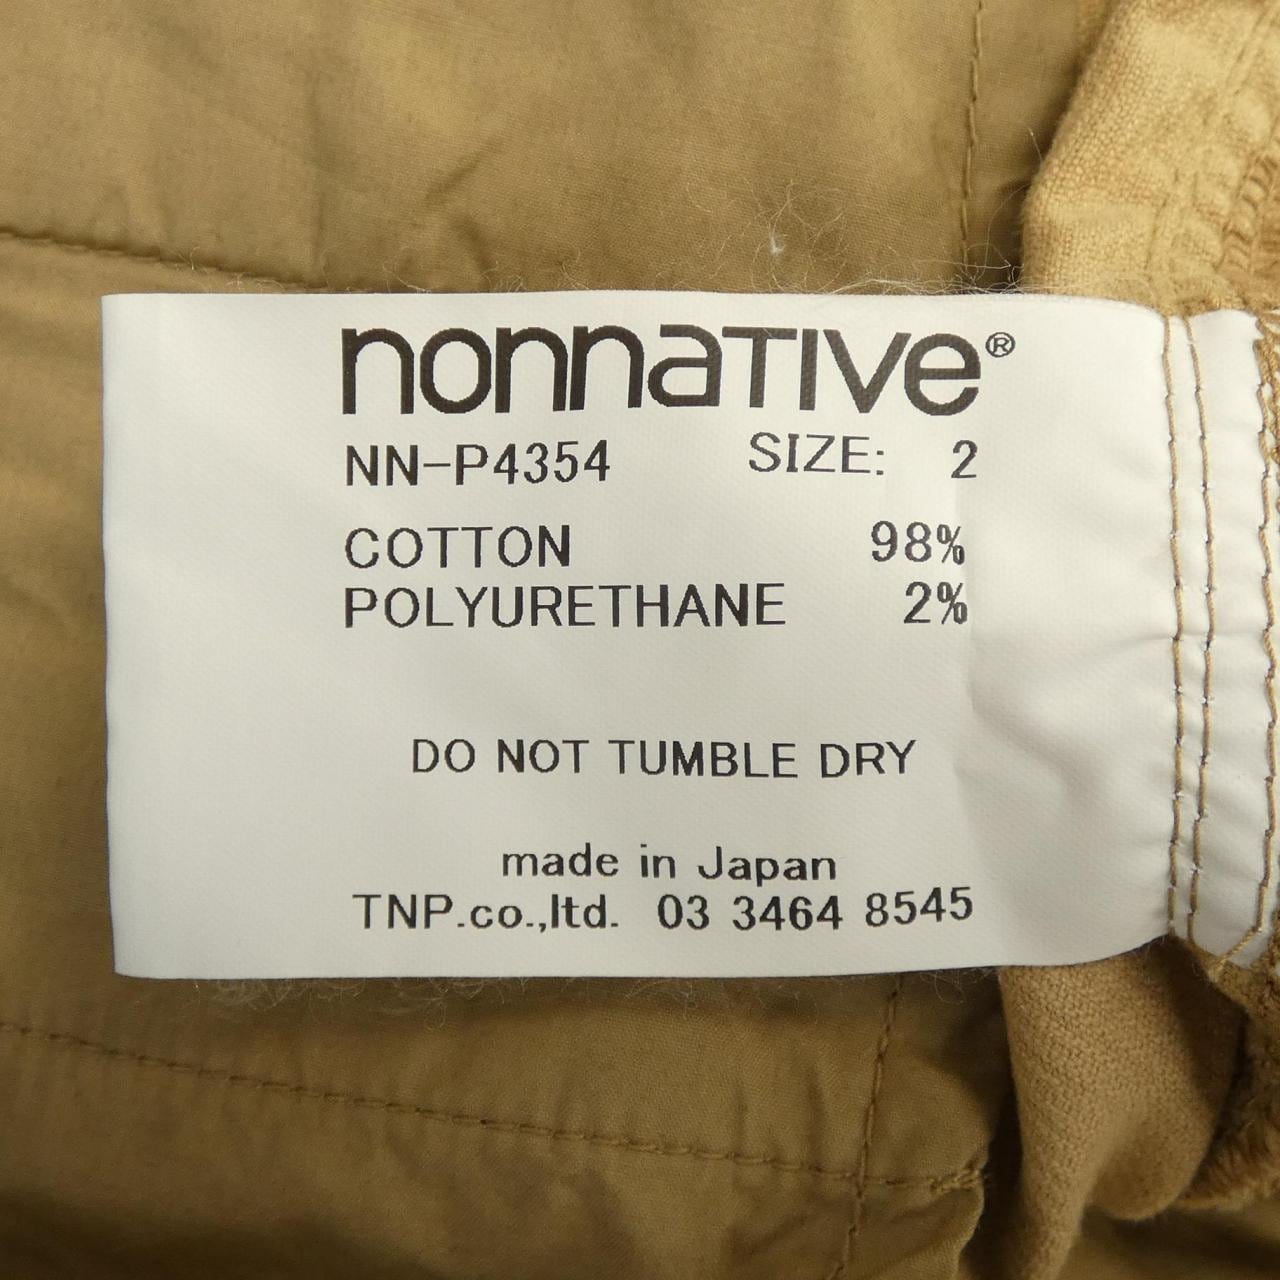 nonnaTIVe®
NN-P4354 SIZE: 2
COTTON 98%
POLYURETHANE 2%
DO NOT TUMBLE DRY
made in Japan
TNP.co.,ltd. 03 3464 8545